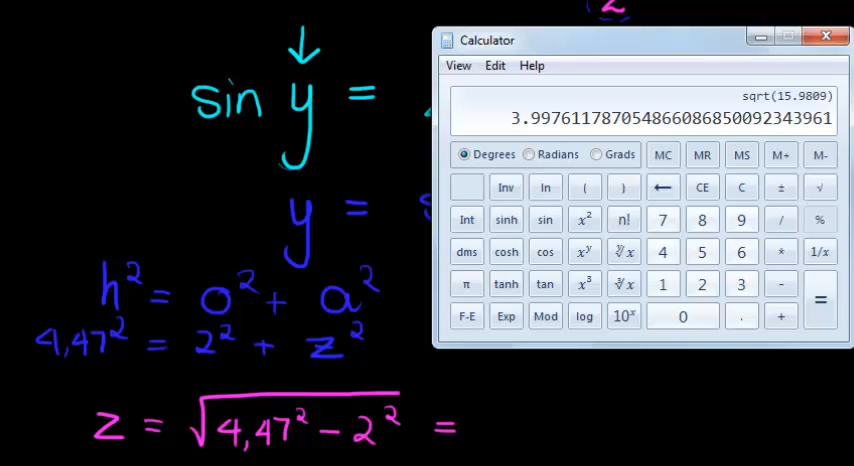 z
sin y =
y =
h² = o² + a²
4,47² = 2² + z²
z = √4,47² - 2² =
Calculator
View Edit Help
sqrt(15.9809)
3.9976117870548660868500923439​61
Degrees Radians Grads MC MR MS M+ M-
Inv ln ( ) ← CE C ± √
Int sinh sin x² n! 7 8 9 / %
dms cosh cos xʸ ʸ√x 4 5 6 * 1/x
π tanh tan x³ ³√x 1 2 3 - =
F-E Exp Mod log 10ˣ 0 . +